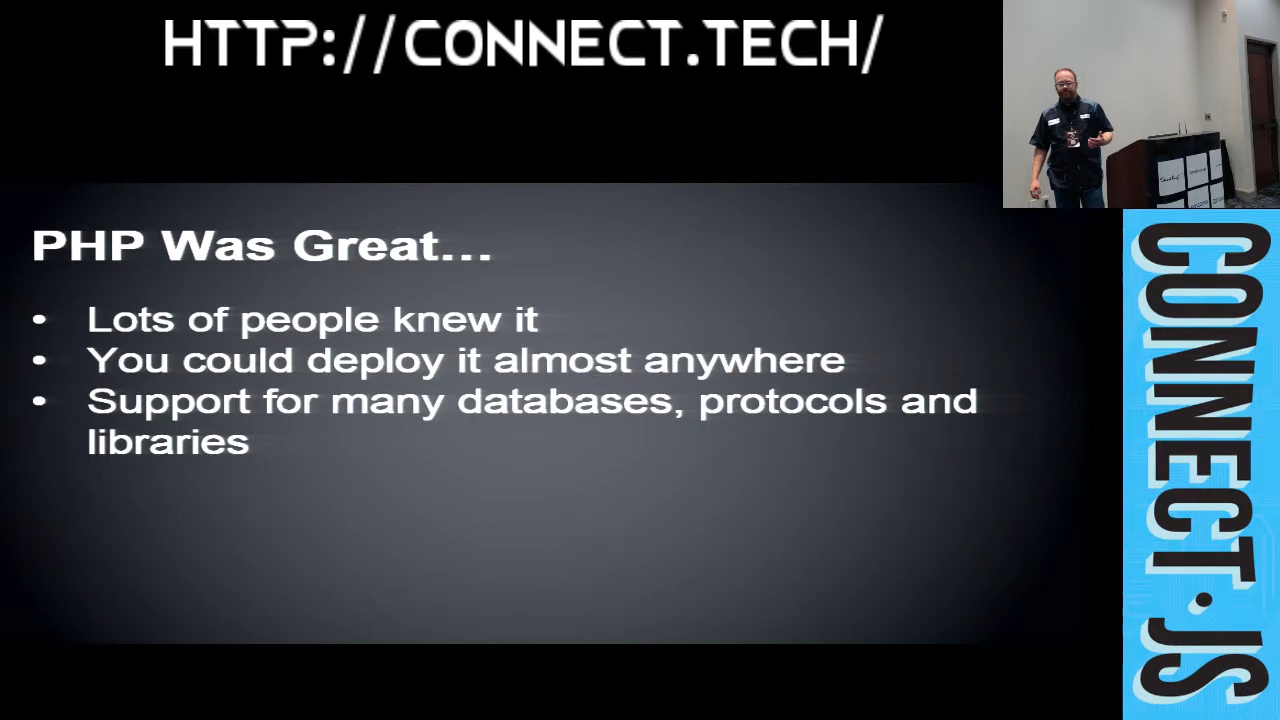 HTTP://CONNECT.TECH/
PHP Was Great...
• Lots of people knew it
• You could deploy it almost anywhere
• Support for many databases, protocols and
libraries
CONNECT·JS